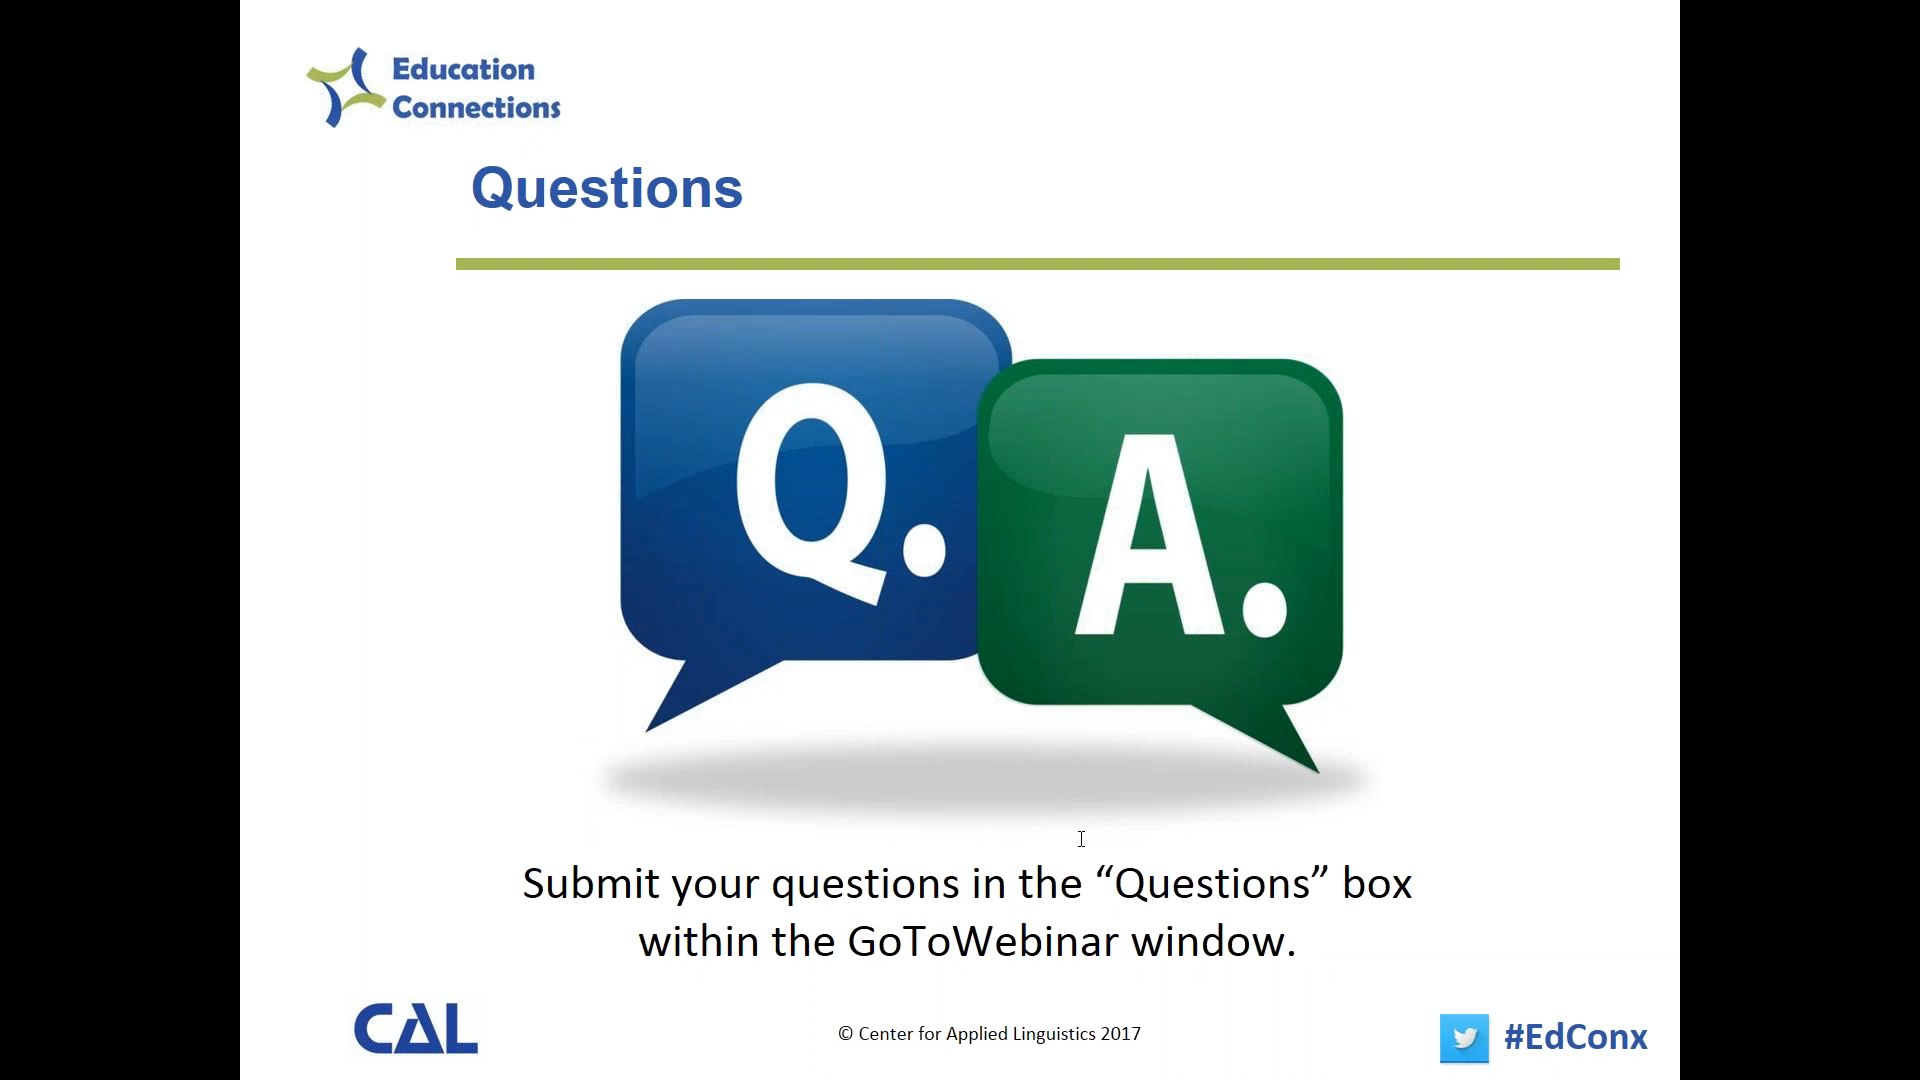 Education
Connections
Questions
Q.
A.
Submit your questions in the “Questions” box
within the GoToWebinar window.
CAL
© Center for Applied Linguistics 2017
#EdConx